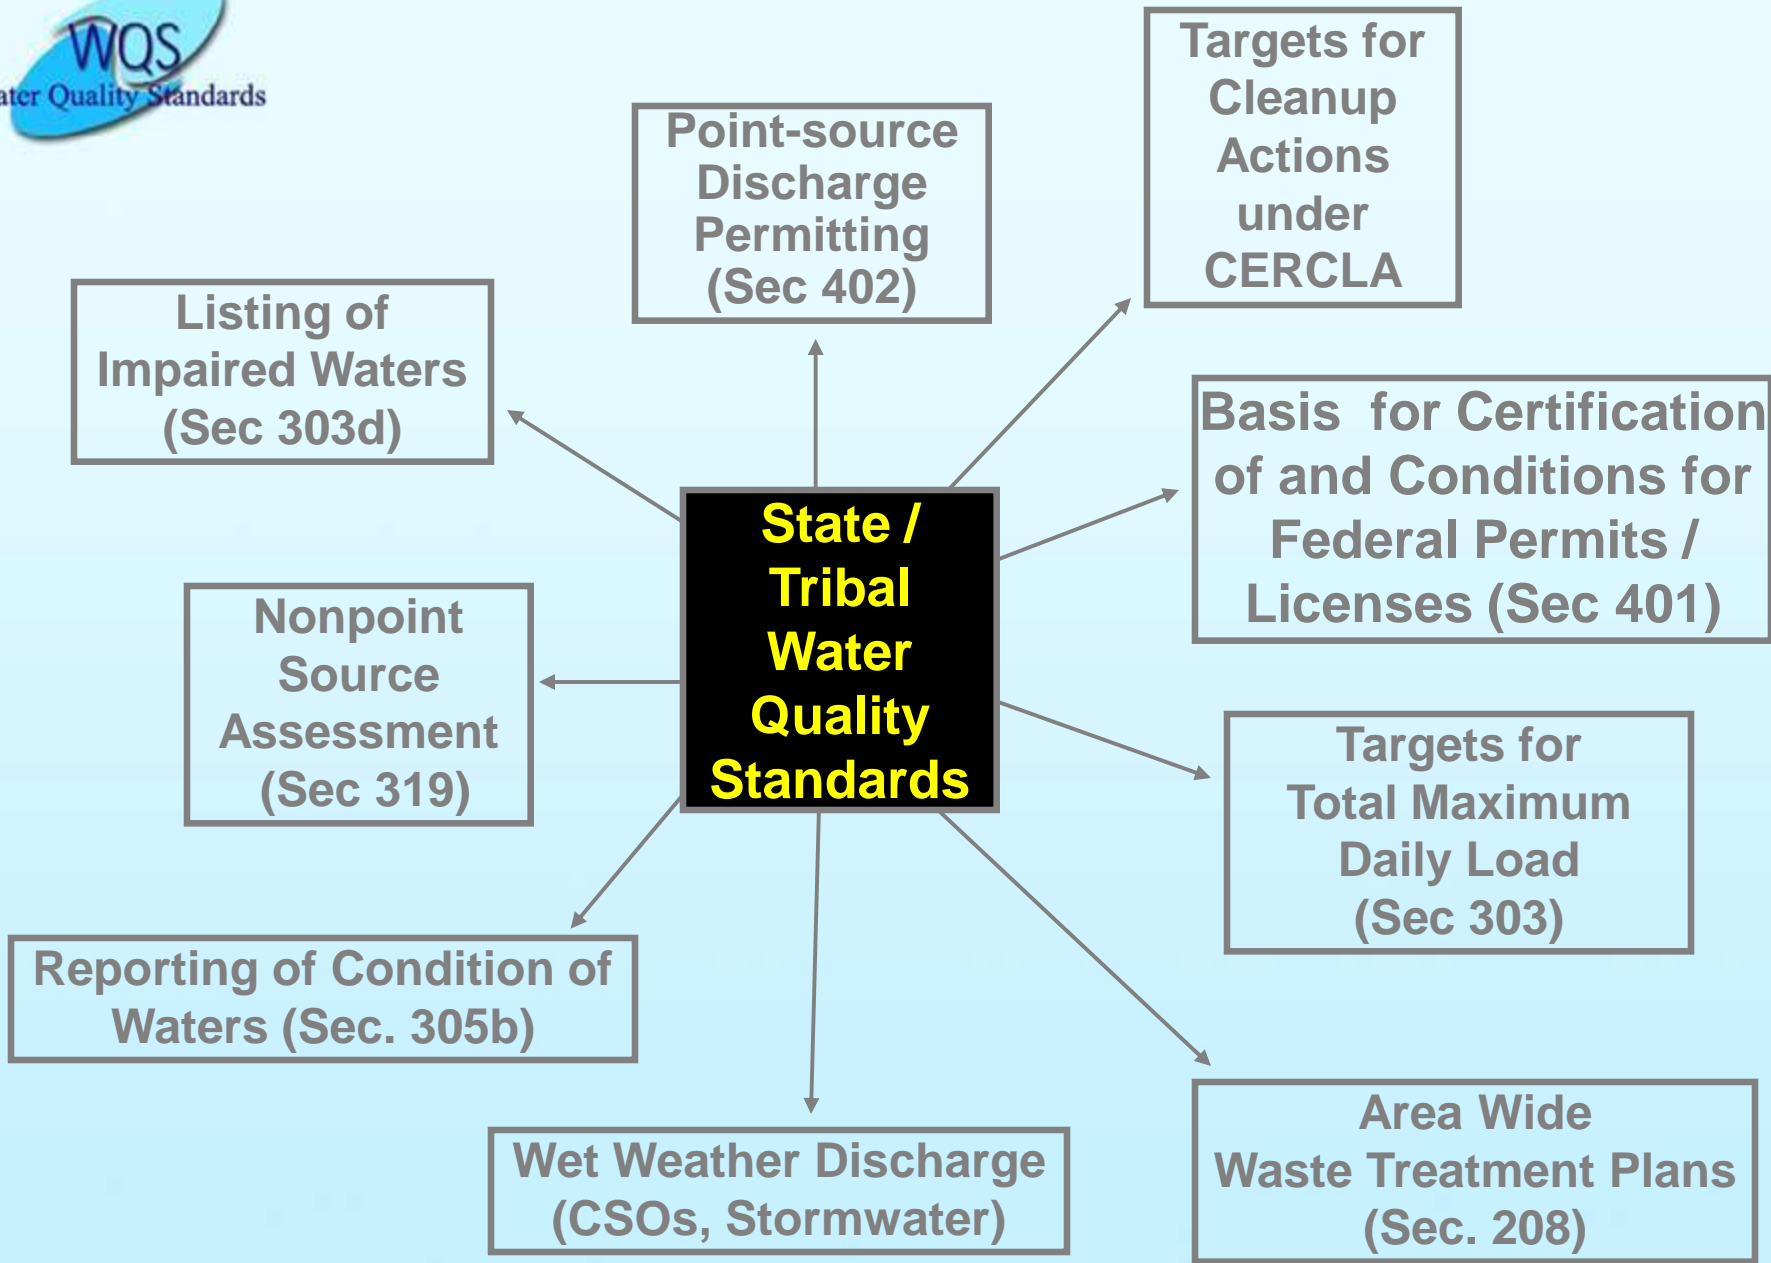 WQS
ater Quality Standards
Targets for
Cleanup
Actions
under
CERCLA
Point-source
Discharge
Permitting
(Sec 402)
Listing of
Impaired Waters
(Sec 303d)
Basis for Certification
of and Conditions for
Federal Permits /
Licenses (Sec 401)
State /
Tribal
Water
Quality
Standards
Nonpoint
Source
Assessment
(Sec 319)
Targets for
Total Maximum
Daily Load
(Sec 303)
Reporting of Condition of
Waters (Sec. 305b)
Wet Weather Discharge
(CSOs, Stormwater)
Area Wide
Waste Treatment Plans
(Sec. 208)